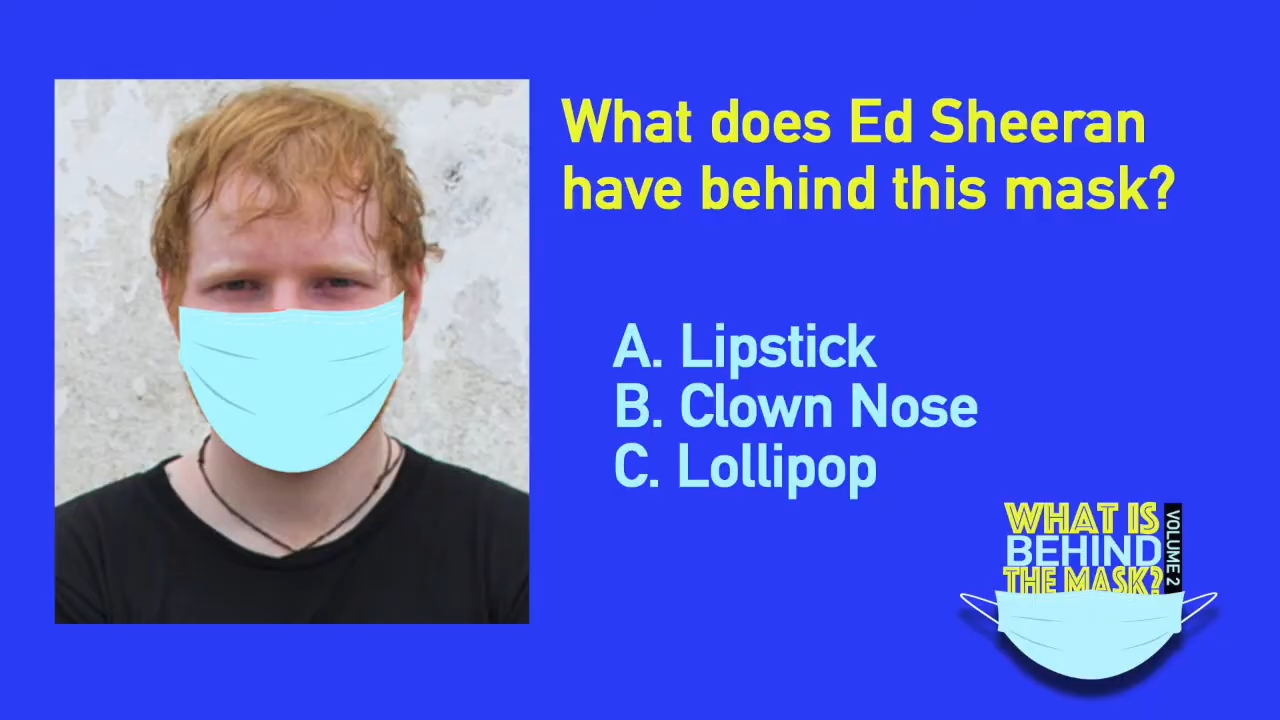 What does Ed Sheeran
have behind this mask?
A. Lipstick
B. Clown Nose
C. Lollipop
WHAT IS
BEHIND
THE MASK?
VOLUME 2